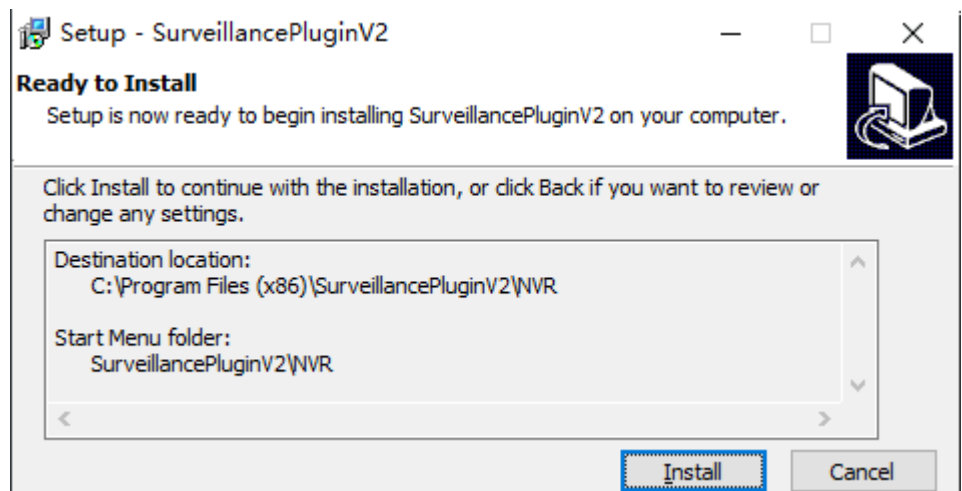 Setup - SurveillancePluginV2
Ready to Install
Setup is now ready to begin installing SurveillancePluginV2 on your computer.
Click Install to continue with the installation, or click Back if you want to review or
change any settings.
Destination location:
C:\Program Files (x86)\SurveillancePluginV2\NVR
Start Menu folder:
SurveillancePluginV2\NVR
Install
Cancel